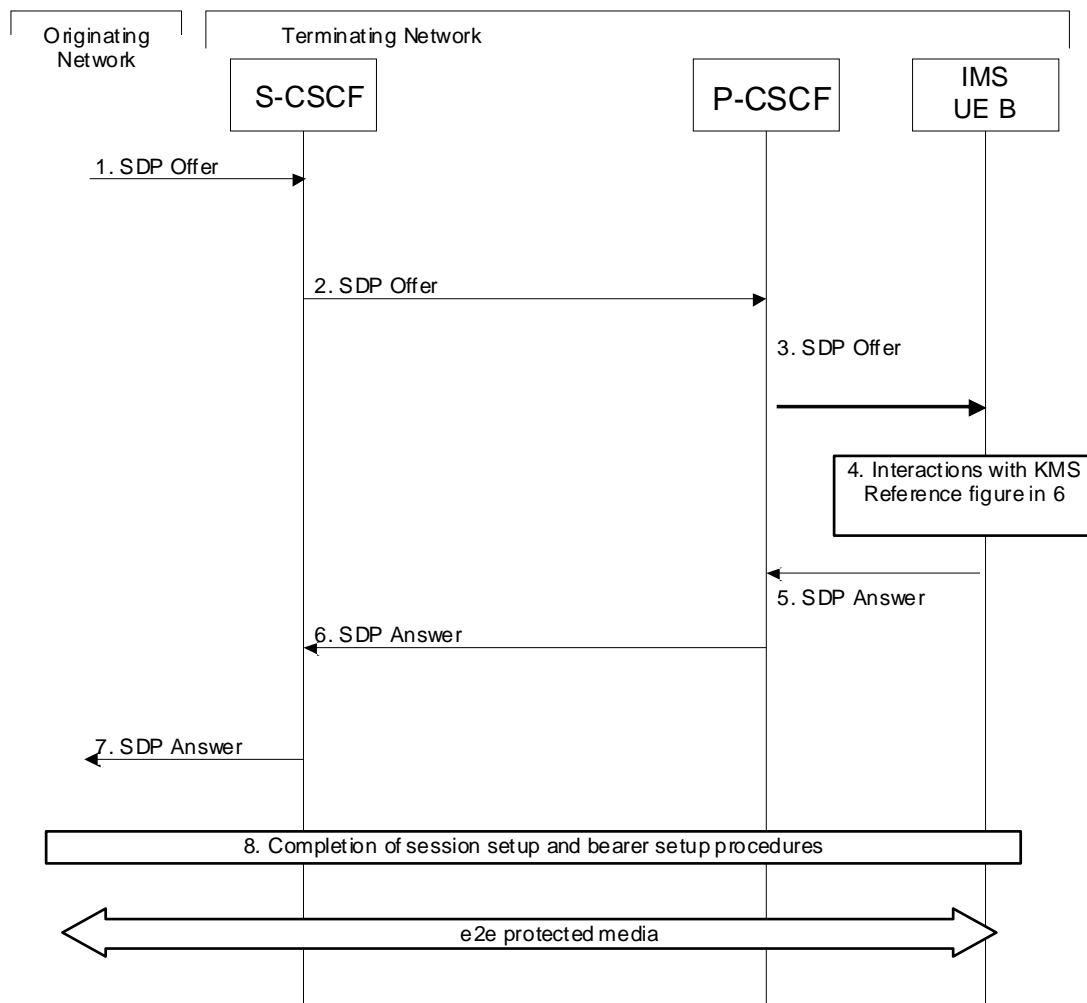 Originating
Network
Terminating Network
S-CSCF
P-CSCF
IMS
UE B
1. SDP Offer
2. SDP Offer
3. SDP Offer
4. Interactions with KMS
Reference figure in 6
5. SDP Answer
6. SDP Answer
7. SDP Answer
8. Completion of session setup and bearer setup procedures
e2e protected media